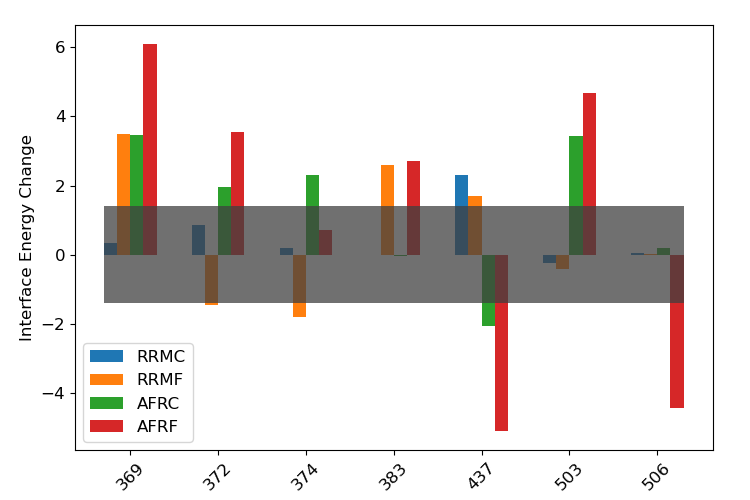 Interface Energy Change
6
4
2
0
−2
−4
RRMC
RRMF
AFRC
AFRF
369
372
374
383
437
503
506